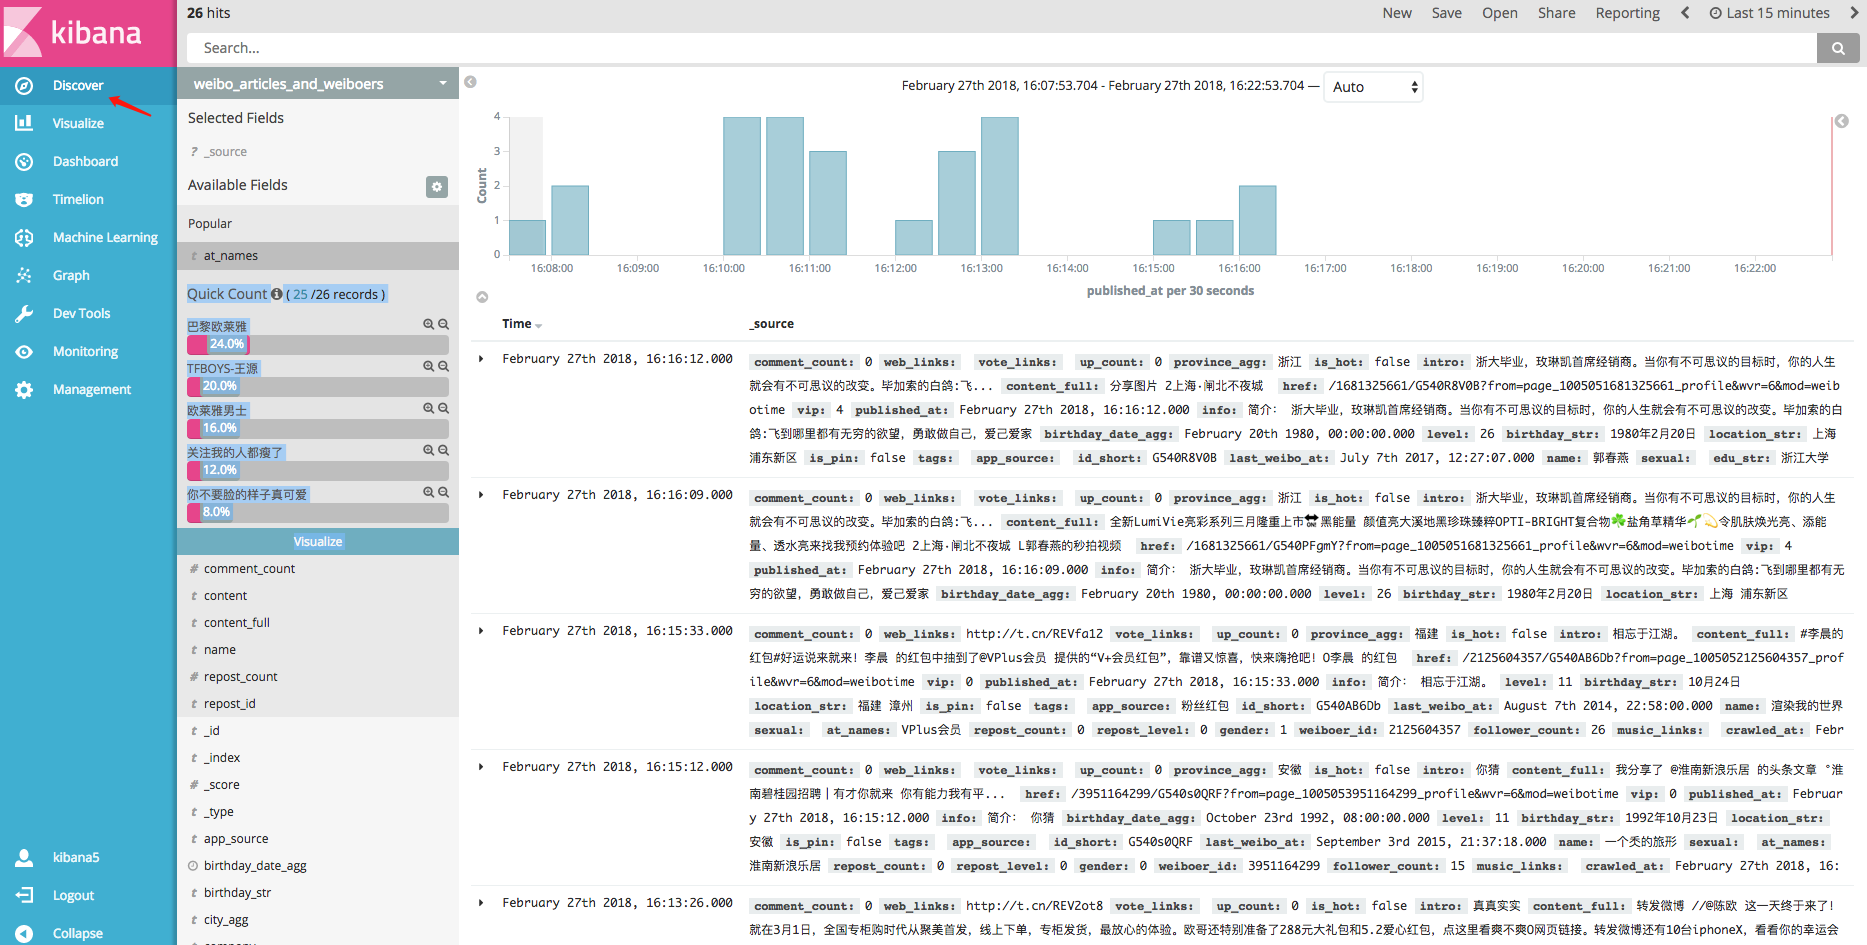 kibana
Discover
Visualize
Dashboard
Timelion
Machine Learning
Graph
Dev Tools
Monitoring
Management
kibana5
Logout
Collapse
26 hits
New Save Open Share Reporting Last 15 minutes
Search...
weibo_articles_and_weiboers
Selected Fields
? _source
Available Fields
Popular
t at_names
Quick Count ( 25 /26 records )
巴黎欧莱雅
24.0%
TFBOYS-王源
20.0%
欧莱雅男士
16.0%
关注我的人都瘦了
12.0%
你不要脸的样子真可爱
8.0%
Visualize
# comment_count
t content
t content_full
t name
# repost_count
t repost_id
t _id
t _index
# _score
t _type
t app_source
birthday_date_agg
t birthday_str
t city_agg
February 27th 2018, 16:07:53.704 - February 27th 2018, 16:22:53.704 — Auto
Count
4
3
2
1
0
16:08:00 16:09:00 16:10:00 16:11:00 16:12:00 16:13:00 16:14:00 16:15:00 16:16:00 16:17:00 16:18:00 16:19:00 16:20:00 16:21:00 16:22:00
published_at per 30 seconds
Time _source
February 27th 2018, 16:16:12.000
comment_count: 0 web_links: vote_links: up_count: 0 province_agg: 浙江 is_hot: false intro: 浙大毕业，玫琳凯首席经销商。当你有不可思议的目标时，你的人生
就会有不可思议的改变。毕加索的白鸽:飞... content_full: 分享图片 2上海·闸北不夜城 href: /1681325661/G540R8V0B?from=page_1005051681325661_profile&wvr=6&mod=weib
otime vip: 4 published_at: February 27th 2018, 16:16:12.000 info: 简介： 浙大毕业，玫琳凯首席经销商。当你有不可思议的目标时，你的人生就会有不可思议的改变。毕加索的白
鸽:飞到哪里都有无穷的欲望，勇敢做自己，爱己爱家 birthday_date_agg: February 20th 1980, 00:00:00.000 level: 26 birthday_str: 1980年2月20日 location_str: 上海
浦东新区 is_pin: false tags: app_source: id_short: G540R8V0B last_weibo_at: July 7th 2017, 12:27:07.000 name: 郭春燕 sexual: edu_str: 浙江大学
February 27th 2018, 16:16:09.000
comment_count: 0 web_links: vote_links: up_count: 0 province_agg: 浙江 is_hot: false intro: 浙大毕业，玫琳凯首席经销商。当你有不可思议的目标时，你的人生
就会有不可思议的改变。毕加索的白鸽:飞... content_full: 全新LumiVie亮彩系列三月隆重上市🔛黑能量 颜值亮大溪地黑珍珠臻粹OPTI-BRIGHT复合物☘盐角草精华🌱💫令肌肤焕光亮、添能
量、透水亮来找我预约体验吧 2上海·闸北不夜城 L郭春燕的秒拍视频 href: /1681325661/G540PFgmY?from=page_1005051681325661_profile&wvr=6&mod=weibotime vip: 4
published_at: February 27th 2018, 16:16:09.000 info: 简介： 浙大毕业，玫琳凯首席经销商。当你有不可思议的目标时，你的人生就会有不可思议的改变。毕加索的白鸽:飞到哪里都有无
穷的欲望，勇敢做自己，爱己爱家 birthday_date_agg: February 20th 1980, 00:00:00.000 level: 26 birthday_str: 1980年2月20日 location_str: 上海 浦东新区
February 27th 2018, 16:15:33.000
comment_count: 0 web_links: http://t.cn/REVfa12 vote_links: up_count: 0 province_agg: 福建 is_hot: false intro: 相忘于江湖。 content_full: #李晨的
红包#好运说来就来！李晨 的红包中抽到了@VPlus会员 提供的“V+会员红包”，靠谱又惊喜，快来嗨抢吧！O李晨 的红包 href: /2125604357/G540AB6Db?from=page_1005052125604357_prof
ile&wvr=6&mod=weibotime vip: 0 published_at: February 27th 2018, 16:15:33.000 info: 简介： 相忘于江湖。 level: 11 birthday_str: 10月24日
location_str: 福建 漳州 is_pin: false tags: app_source: 粉丝红包 id_short: G540AB6Db last_weibo_at: August 7th 2014, 22:58:00.000 name: 渲染我的世界
sexual: at_names: VPlus会员 repost_count: 0 repost_level: 0 gender: 1 weiboer_id: 2125604357 follower_count: 26 music_links: crawled_at: Febr
February 27th 2018, 16:15:12.000
comment_count: 0 web_links: vote_links: up_count: 0 province_agg: 安徽 is_hot: false intro: 你猜 content_full: 我分享了 @淮南新浪乐居 的头条文章 °淮
南碧桂园招聘丨有才你就来 你有能力我有平... href: /3951164299/G540s0QRF?from=page_1005053951164299_profile&wvr=6&mod=weibotime vip: 0 published_at: Februar
y 27th 2018, 16:15:12.000 info: 简介： 你猜 birthday_date_agg: October 23rd 1992, 08:00:00.000 level: 11 birthday_str: 1992年10月23日 location_str:
安徽 is_pin: false tags: app_source: id_short: G540s0QRF last_weibo_at: September 3rd 2015, 21:37:18.000 name: 一个秃的旅形 sexual: at_names:
淮南新浪乐居 repost_count: 0 repost_level: 0 gender: 0 weiboer_id: 3951164299 follower_count: 15 music_links: crawled_at: February 27th 2018, 16:
February 27th 2018, 16:13:26.000
comment_count: 0 web_links: http://t.cn/REVZot8 vote_links: up_count: 0 is_hot: false intro: 真真实实 content_full: 转发微博 //@陈欧 这一天终于来了！
就在3月1日，全国专柜购时代从聚美首发，线上下单，专柜发货，最放心的体验。欧哥还特别准备了288元大礼包和5.2爱心红包，点这里看爽不爽O网页链接。转发微博还有10台iphoneX，看看你的幸运会